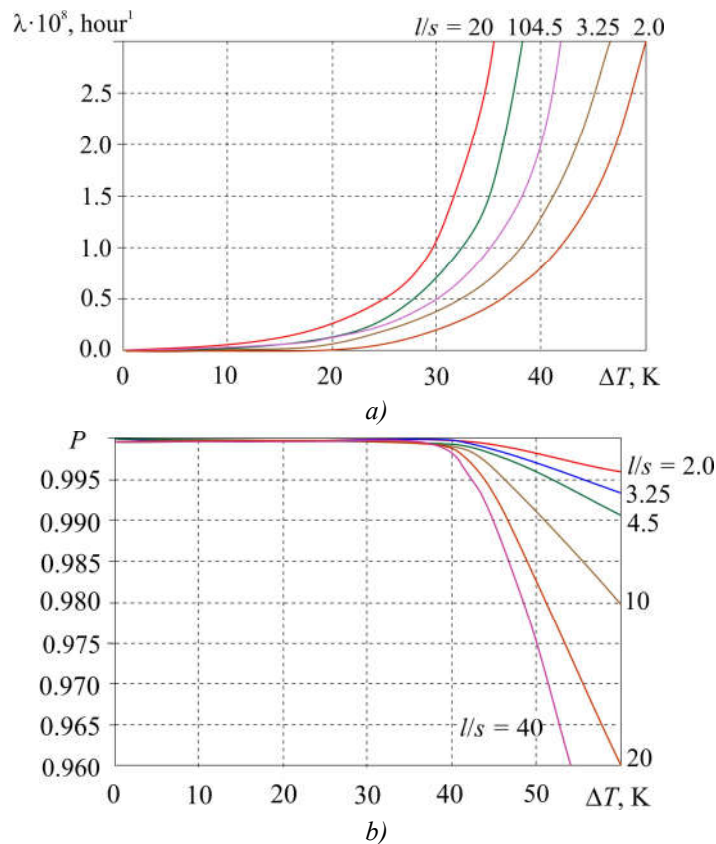 λ·10⁸, hour¹ l/s = 20 104.5 3.25 2.0
2.5
2.0
1.5
1.0
0.5
0.0
0 10 20 30 40 ΔT, K
a)
P
l/s = 2.0
0.995
3.25
0.990
4.5
0.985
0.980
10
0.975
0.970
0.965
l/s = 40
0.960
20
0 10 20 30 40 50 ΔT, K
b)